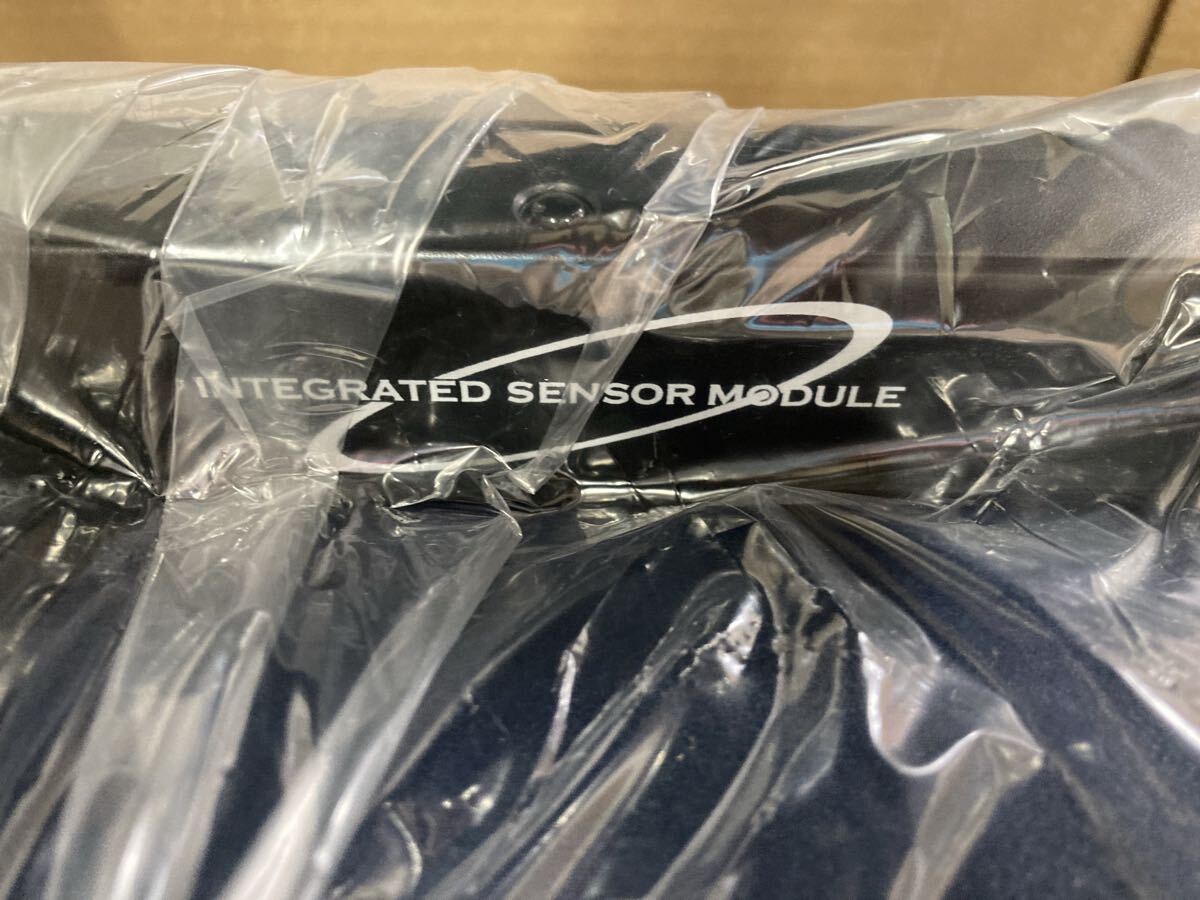 INTEGRATED SENSOR MODULE